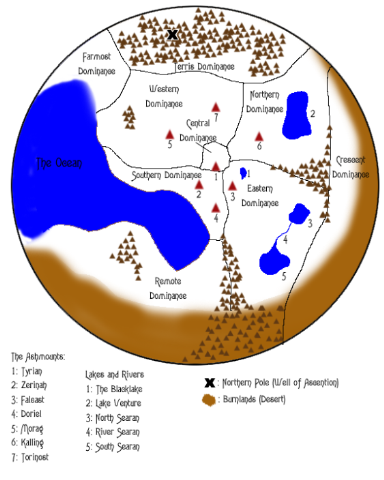 Farmost
Dominance
Terris Dominance
Western
Dominance
Northern
Dominance
2
7
5
Central
Dominance
6
Crescent
Dominance
The Ocean
Southern Dominance
1
1
2
3
Eastern
Dominance
4
3
4
5
Remote
Dominance
The Ashmounts:
1: Tyrian
2: Zerinah
3: Faleast
4: Doriel
5: Morag
6: Kalling
7: Torinost
Lakes and Rivers
1: The Blacklake
2: Lake Venture
3: North Searan
4: River Searan
5: South Searan
: Northern Pole (Well of Ascention)
: Burnlands (Desert)